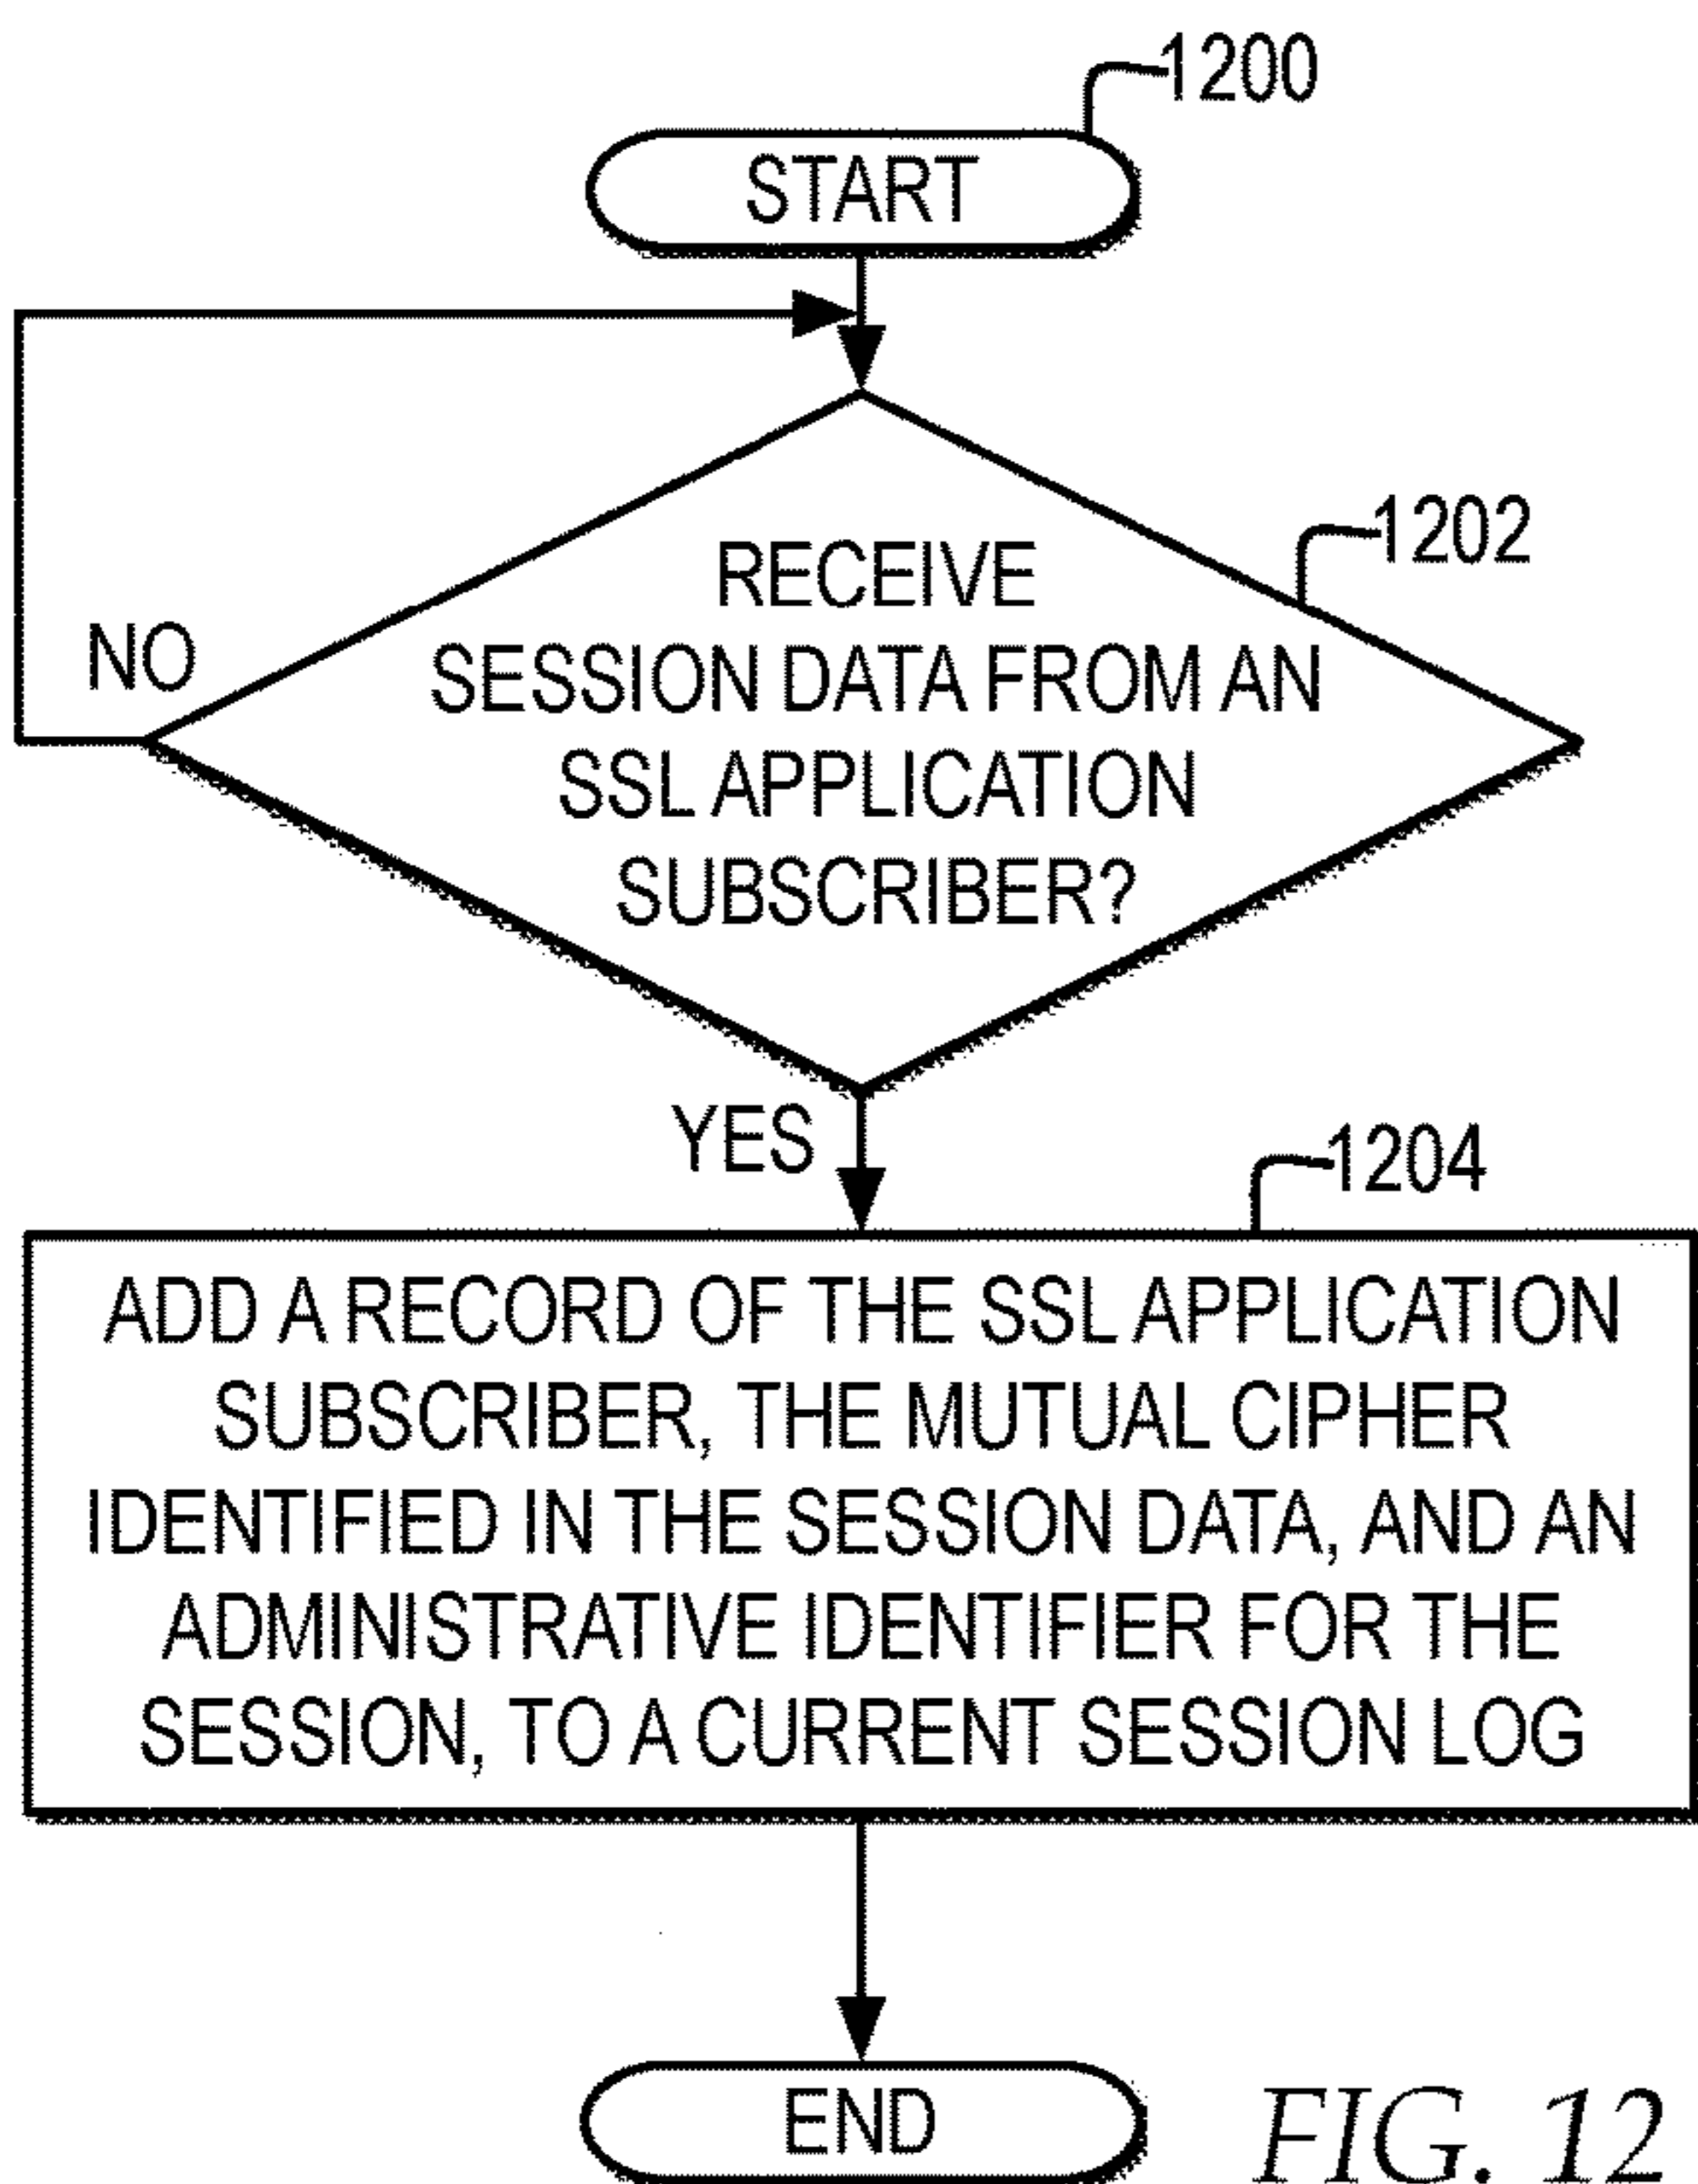 1200
START
1202
RECEIVE
SESSION DATA FROM AN
SSL APPLICATION
SUBSCRIBER?
NO
YES
1204
ADD A RECORD OF THE SSL APPLICATION
SUBSCRIBER, THE MUTUAL CIPHER
IDENTIFIED IN THE SESSION DATA, AND AN
ADMINISTRATIVE IDENTIFIER FOR THE
SESSION, TO A CURRENT SESSION LOG
END
FIG. 12